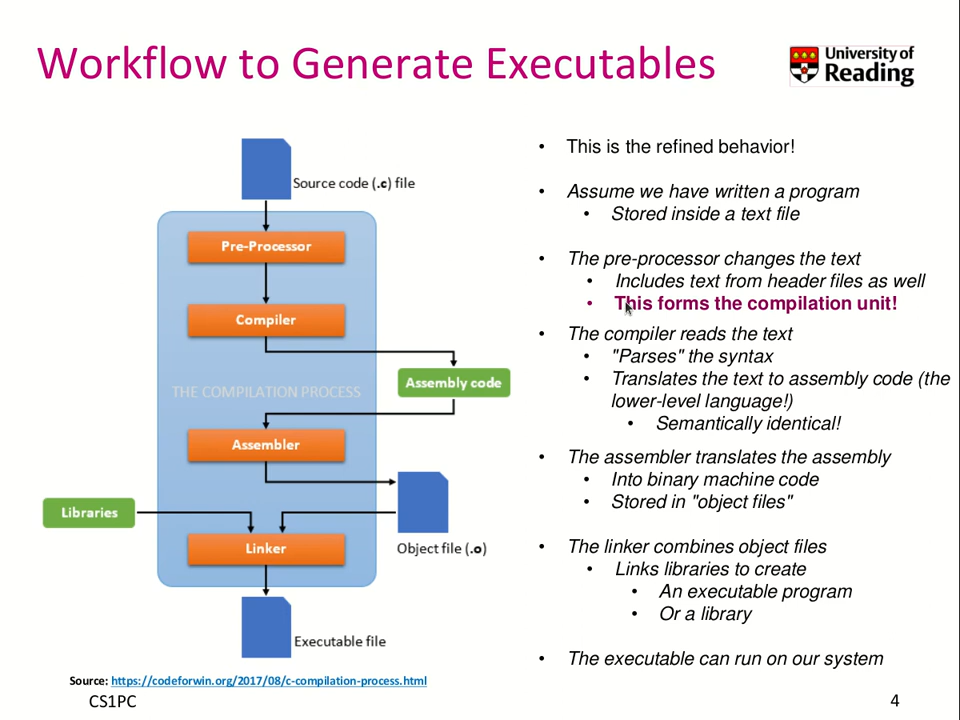 Workflow to Generate Executables
University of
Reading
Source code (.c) file
Pre-Processor
Compiler
Assembly code
THE COMPILATION PROCESS
Assembler
Libraries
Linker
Object file (.o)
Executable file
• This is the refined behavior!
• Assume we have written a program
• Stored inside a text file
• The pre-processor changes the text
• Includes text from header files as well
• This forms the compilation unit!
• The compiler reads the text
• "Parses" the syntax
• Translates the text to assembly code (the
lower-level language!)
• Semantically identical!
• The assembler translates the assembly
• Into binary machine code
• Stored in "object files"
• The linker combines object files
• Links libraries to create
• An executable program
• Or a library
• The executable can run on our system
Source: https://codeforwin.org/2017/08/c-compilation-process.html
CS1PC
4